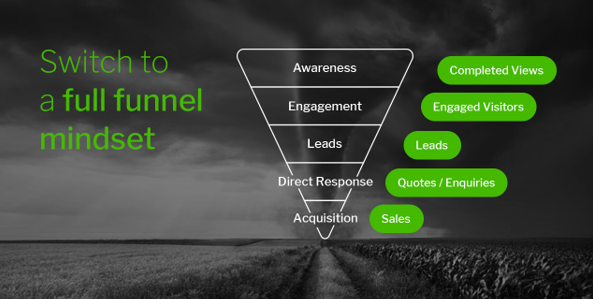 Switch to
a full funnel
mindset
Awareness
Completed Views
Engagement
Engaged Visitors
Leads
Leads
Direct Response
Quotes / Enquiries
Acquisition
Sales